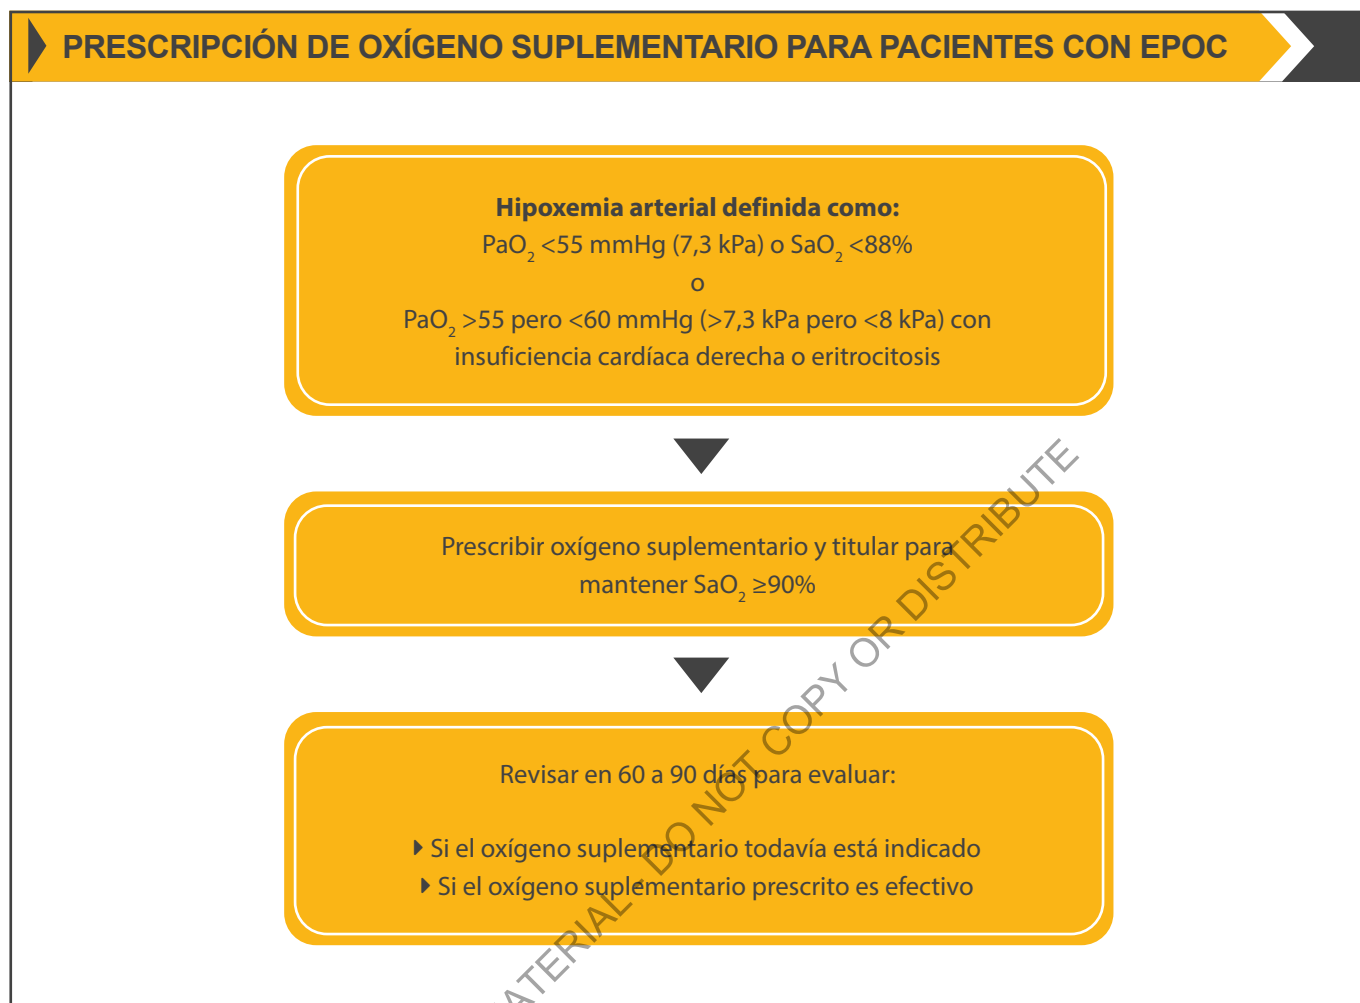 PRESCRIPCIÓN DE OXÍGENO SUPLEMENTARIO PARA PACIENTES CON EPOC
Hipoxemia arterial definida como:
PaO₂ <55 mmHg (7,3 kPa) o SaO₂ <88%
o
PaO₂ >55 pero <60 mmHg (>7,3 kPa pero <8 kPa) con
insuficiencia cardíaca derecha o eritrocitosis
Prescribir oxígeno suplementario y titular para
mantener SaO₂ ≥90%
Revisar en 60 a 90 días para evaluar:
Si el oxígeno suplementario todavía está indicado
Si el oxígeno suplementario prescrito es efectivo
MATERIAL - DO NOT COPY OR DISTRIBUTE